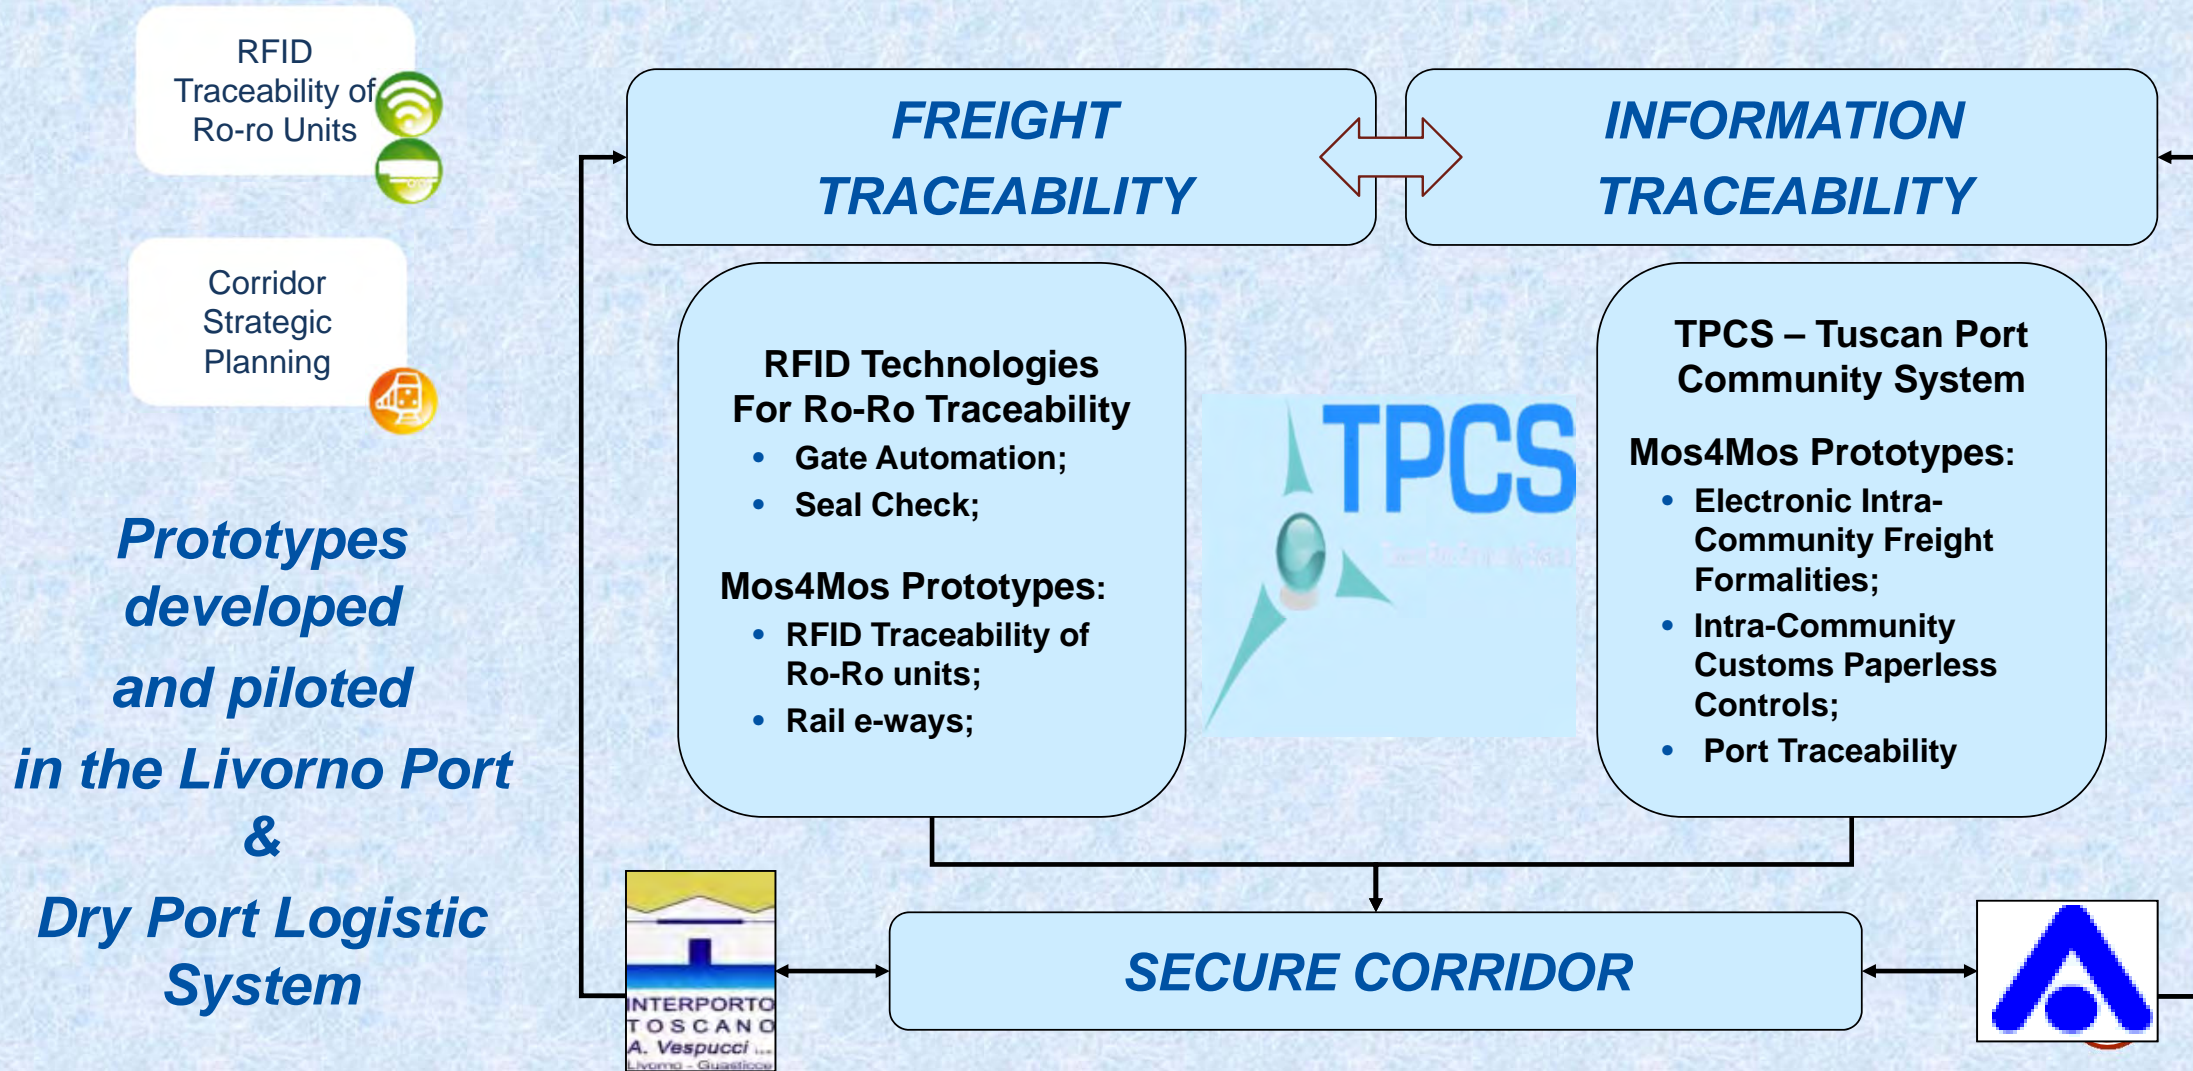 RFID
Traceability of
Ro-ro Units
Corridor
Strategic
Planning
Prototypes
developed
and piloted
in the Livorno Port
&
Dry Port Logistic
System
FREIGHT
TRACEABILITY
INFORMATION
TRACEABILITY
RFID Technologies
For Ro-Ro Traceability
• Gate Automation;
• Seal Check;
Mos4Mos Prototypes:
• RFID Traceability of
Ro-Ro units;
• Rail e-ways;
TPCS
TPCS – Tuscan Port
Community System
Mos4Mos Prototypes:
• Electronic Intra-
Community Freight
Formalities;
• Intra-Community
Customs Paperless
Controls;
• Port Traceability
INTERPORTO
TOSCANO
A. Vespucci ...
Livorno - Guasticce
SECURE CORRIDOR